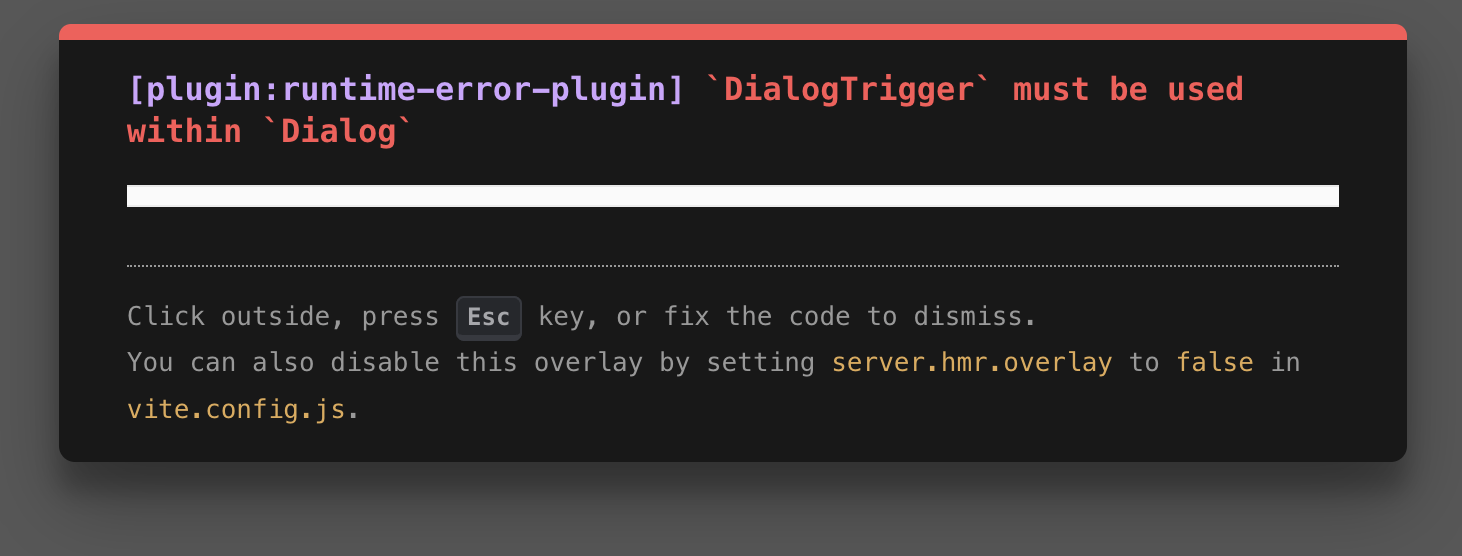 [plugin:runtime-error-plugin] `DialogTrigger` must be used
within `Dialog`
Click outside, press Esc key, or fix the code to dismiss.
You can also disable this overlay by setting server.hmr.overlay to false in
vite.config.js.